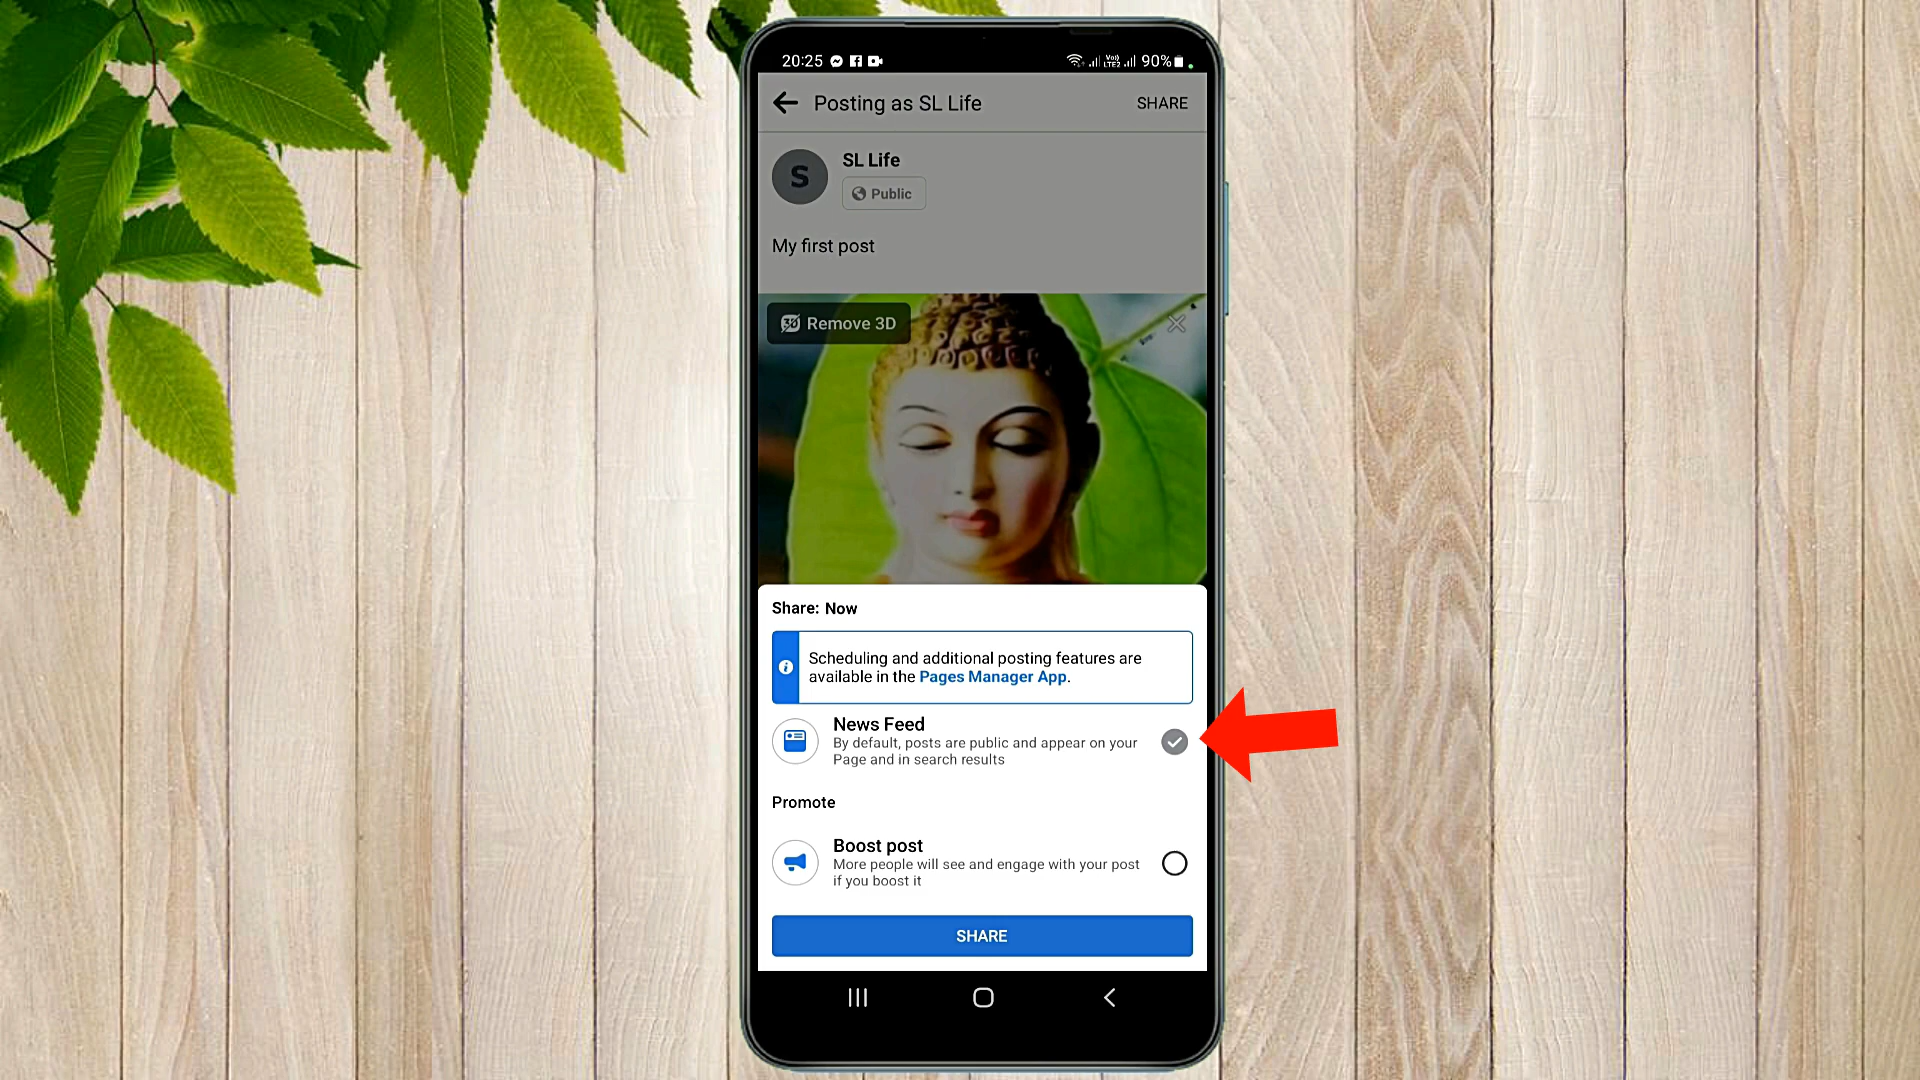 20:25
Vo)) LTE2 90%
Posting as SL Life
SHARE
S
SL Life
Public
My first post
3D Remove 3D
Share: Now
Scheduling and additional posting features are
available in the Pages Manager App.
News Feed
By default, posts are public and appear on your
Page and in search results
Promote
Boost post
More people will see and engage with your post
if you boost it
SHARE